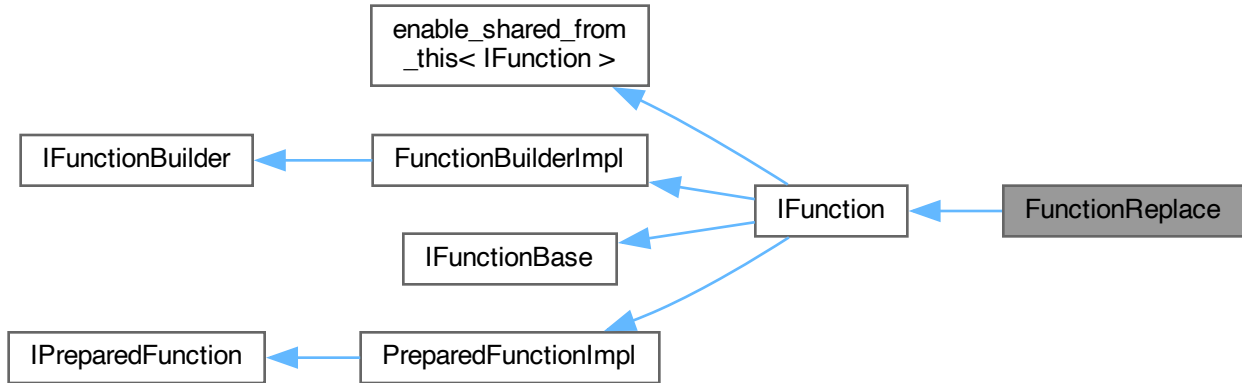 enable_shared_from
_this< IFunction >
IFunctionBuilder
FunctionBuilderImpl
IFunction
FunctionReplace
IFunctionBase
IPreparedFunction
PreparedFunctionImpl